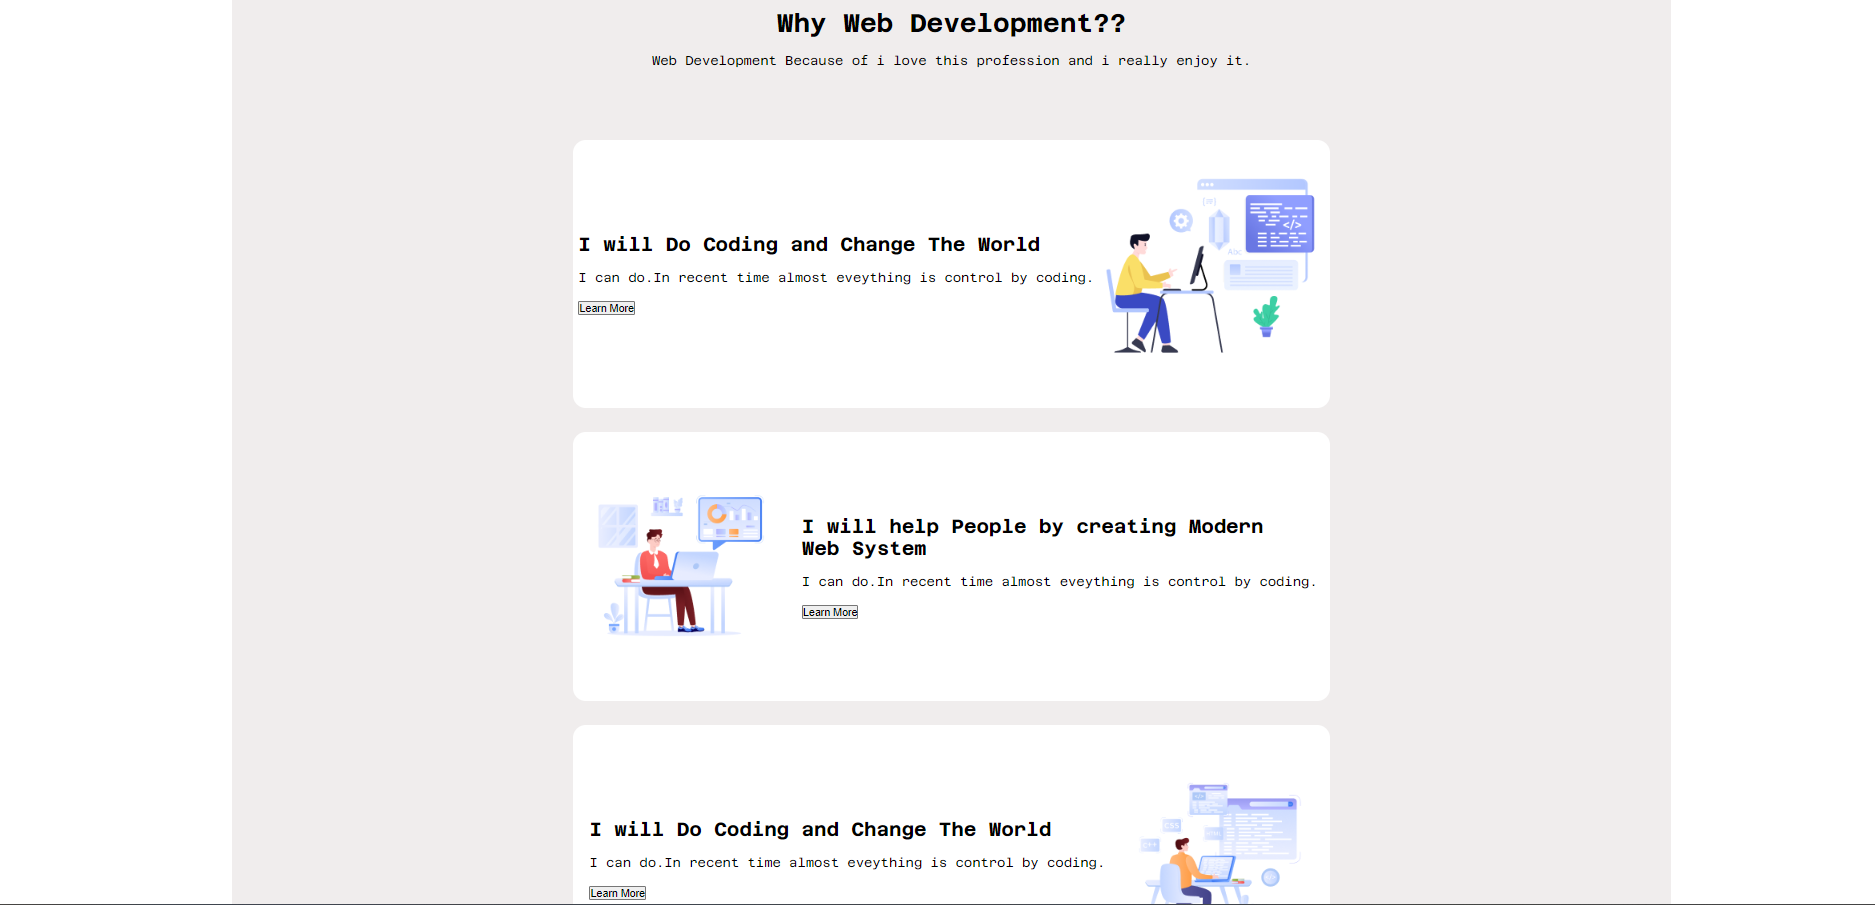 Why Web Development??
Web Development Because of i love this profession and i really enjoy it.
I will Do Coding and Change The World
I can do.In recent time almost eveything is control by coding.
Learn More
</>
I will help People by creating Modern
Web System
I can do.In recent time almost eveything is control by coding.
Learn More
I will Do Coding and Change The World
I can do.In recent time almost eveything is control by coding.
Learn More
CSS
C++